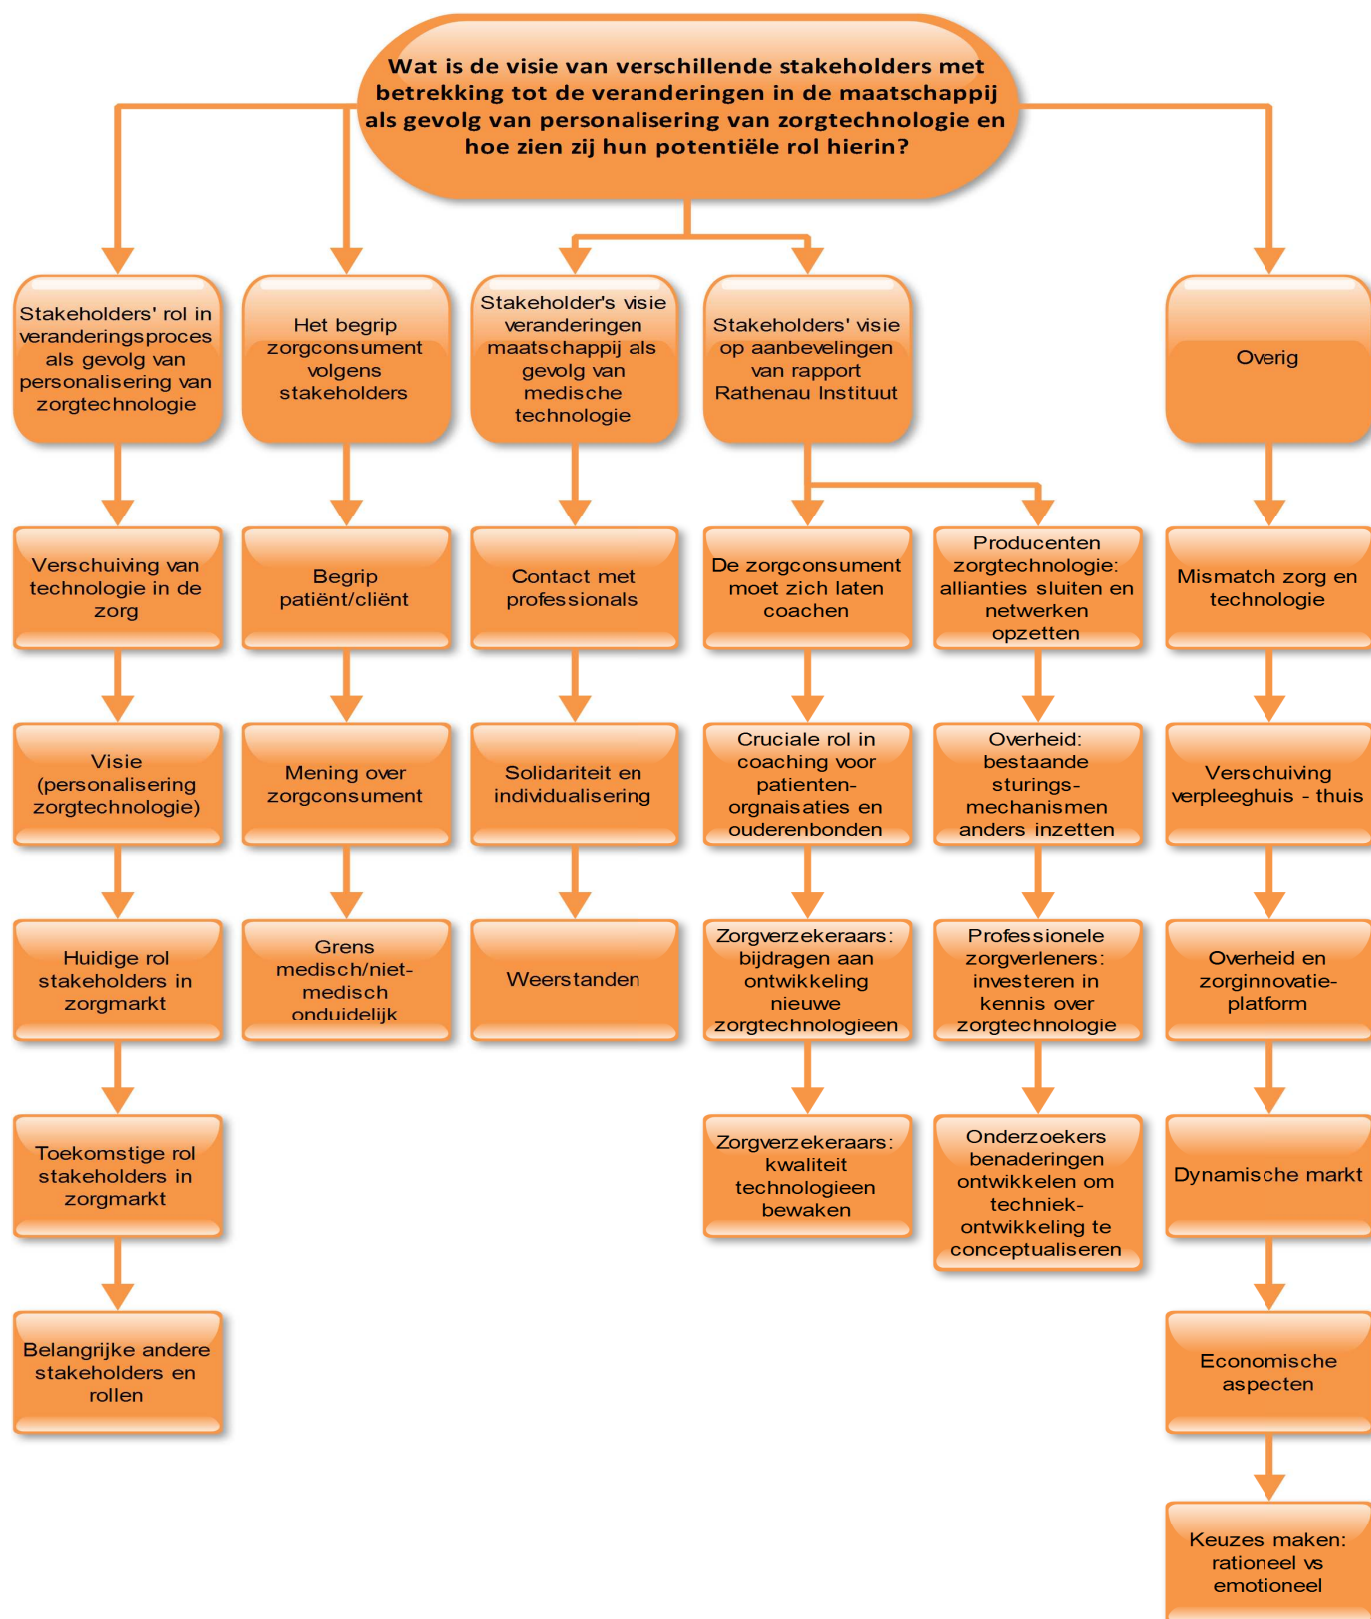 Wat is de visie van verschillende stakeholders met
betrekking tot de veranderingen in de maatschappij
als gevolg van personalisering van zorgtechnologie en
hoe zien zij hun potentiële rol hierin?
Stakeholders' rol in
veranderingsproces
als gevolg van
personalisering van
zorgtechnologie
Het begrip
zorgconsument
volgens
stakeholders
Stakeholder's visie
veranderingen
maatschappij als
gevolg van
medische
technologie
Stakeholders' visie
op aanbevelingen
van rapport
Rathenau Instituut
Overig
Verschuiving van
technologie in de
zorg
Begrip
patiënt/cliënt
Contact met
professionals
De zorgconsument
moet zich laten
coachen
Producenten
zorgtechnologie:
allianties sluiten en
netwerken
opzetten
Mismatch zorg en
technologie
Visie
(personalisering
zorgtechnologie)
Mening over
zorgconsument
Solidariteit en
individualisering
Cruciale rol in
coaching voor
patienten-
orgnaisaties en
ouderenbonden
Overheid:
bestaande
sturings-
mechanismen
anders inzetten
Verschuiving
verpleeghuis - thuis
Huidige rol
stakeholders in
zorgmarkt
Grens
medisch/niet-
medisch
onduidelijk
Weerstanden
Zorgverzekeraars:
bijdragen aan
ontwikkeling
nieuwe
zorgtechnologieen
Professionele
zorgverleners:
investeren in
kennis over
zorgtechnologie
Overheid en
zorginnovatie-
platform
Toekomstige rol
stakeholders in
zorgmarkt
Zorgverzekeraars:
kwaliteit
technologieen
bewaken
Onderzoekers
benaderingen
ontwikkelen om
techniek-
ontwikkeling te
conceptualiseren
Dynamische markt
Belangrijke andere
stakeholders en
rollen
Economische
aspecten
Keuzes maken:
rationeel vs
emotioneel